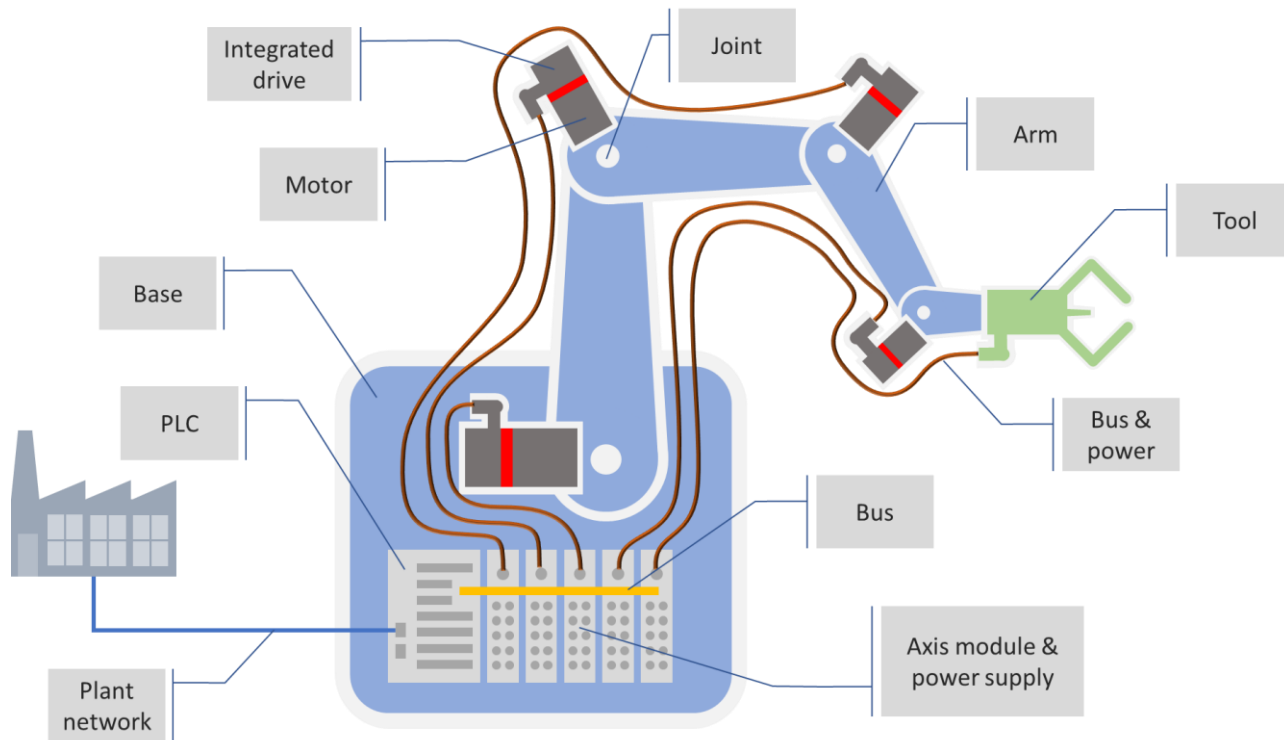 Integrated
drive
Joint
Motor
Arm
Tool
Base
PLC
Bus &
power
Bus
Axis module &
power supply
Plant
network